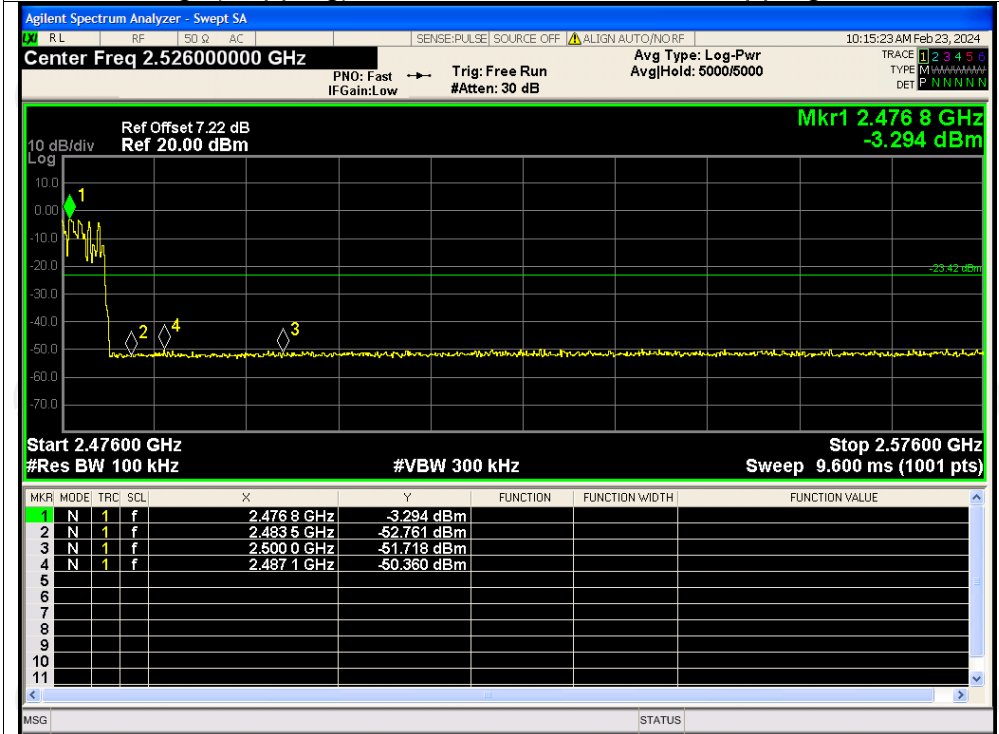 Agilent Spectrum Analyzer - Swept SA
LXI RL RF 50 Ω AC SENSE:PULSE SOURCE OFF ALIGN AUTO/NO RF 10:15:23 AM Feb 23, 2024
Center Freq 2.526000000 GHz
PNO: Fast
IFGain:Low
Trig: Free Run
#Atten: 30 dB
Avg Type: Log-Pwr
Avg|Hold: 5000/5000
TRACE 1 2 3 4 5 6
TYPE M
DET P N N N N N
Mkr1 2.476 8 GHz
-3.294 dBm
Ref Offset 7.22 dB
10 dB/div Ref 20.00 dBm
Log
10.0
0.00
-10.0
-20.0
-30.0
-40.0
-50.0
-60.0
-70.0
1
2
4
3
-23.42 dBm
Start 2.47600 GHz Stop 2.57600 GHz
#Res BW 100 kHz #VBW 300 kHz Sweep 9.600 ms (1001 pts)
MKR MODE TRC SCL X Y FUNCTION FUNCTION WIDTH FUNCTION VALUE
1 N 1 f 2.476 8 GHz -3.294 dBm
2 N 1 f 2.483 5 GHz -52.761 dBm
3 N 1 f 2.500 0 GHz -51.718 dBm
4 N 1 f 2.487 1 GHz -50.360 dBm
5
6
7
8
9
10
11
MSG STATUS